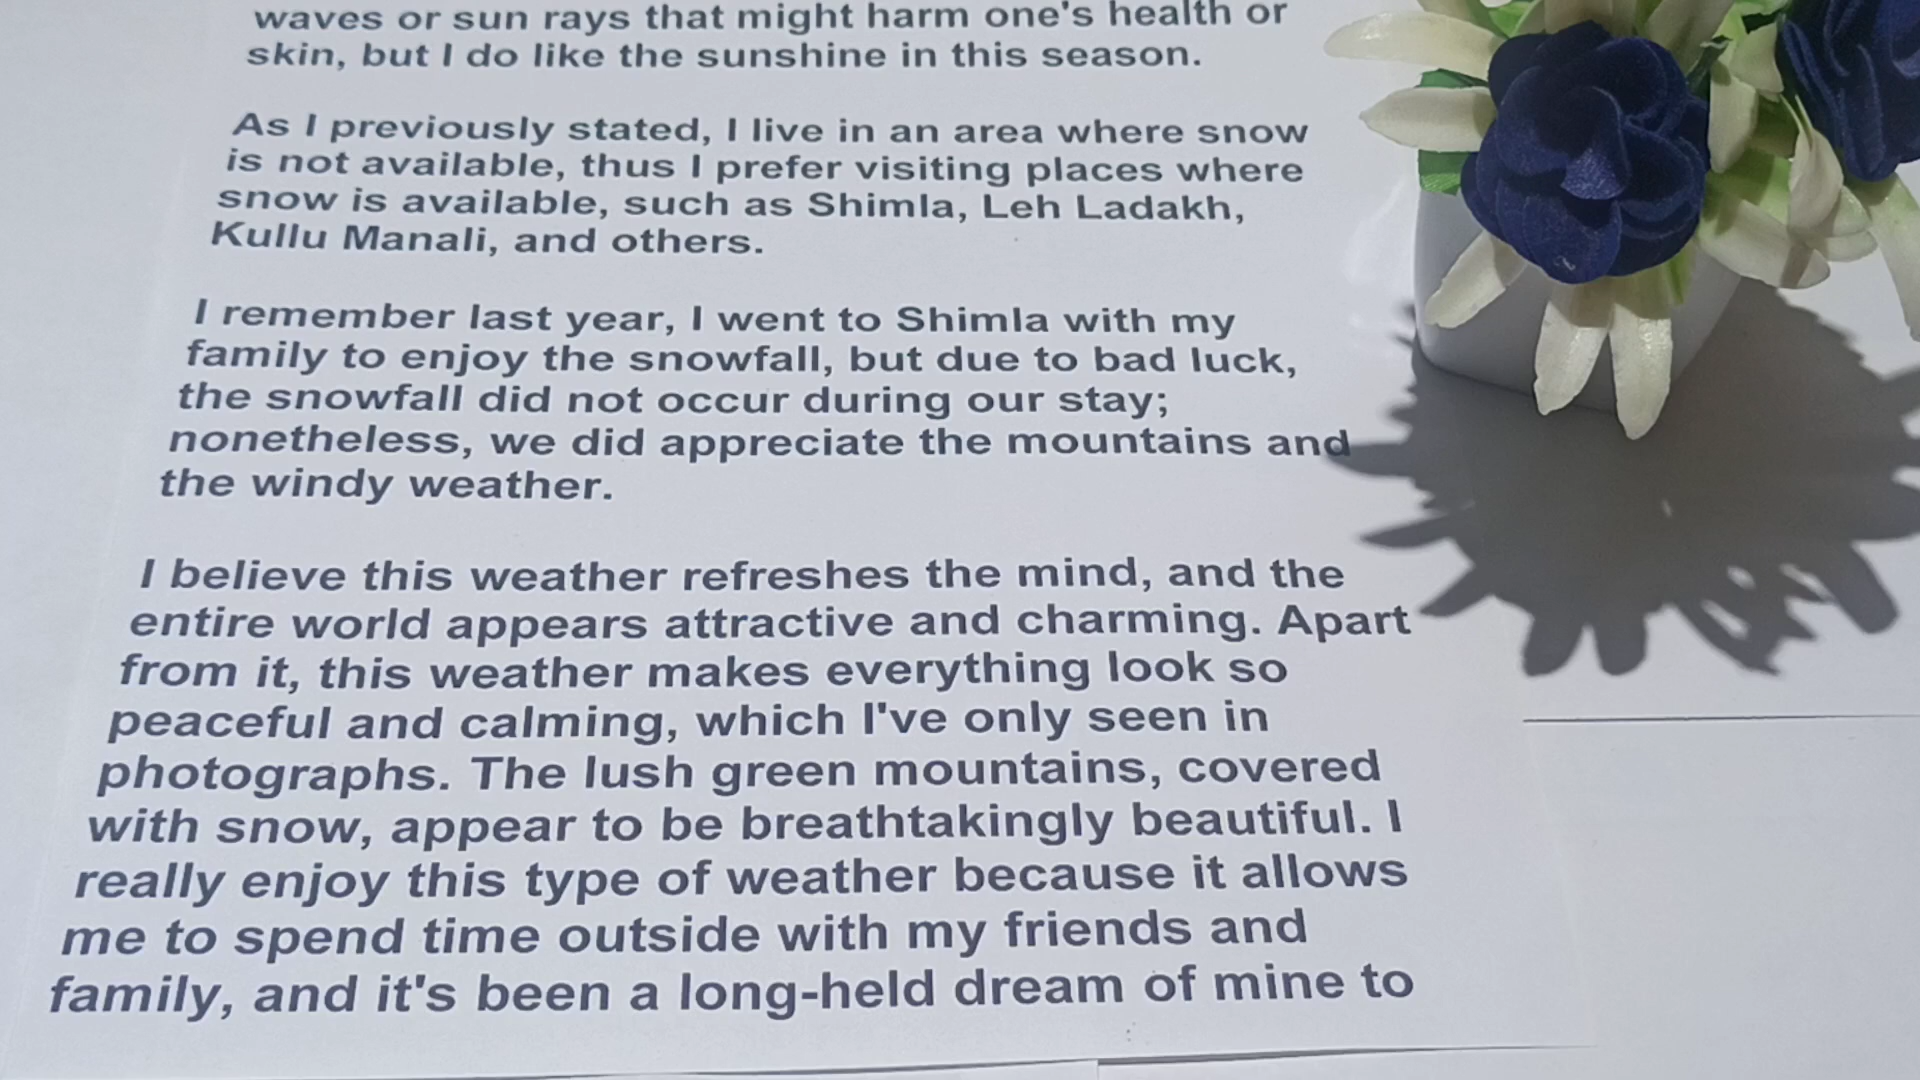 waves or sun rays that might harm one's health or
skin, but I do like the sunshine in this season.
As I previously stated, I live in an area where snow
is not available, thus I prefer visiting places where
snow is available, such as Shimla, Leh Ladakh,
Kullu Manali, and others.
I remember last year, I went to Shimla with my
family to enjoy the snowfall, but due to bad luck,
the snowfall did not occur during our stay;
nonetheless, we did appreciate the mountains and
the windy weather.
I believe this weather refreshes the mind, and the
entire world appears attractive and charming. Apart
from it, this weather makes everything look so
peaceful and calming, which I've only seen in
photographs. The lush green mountains, covered
with snow, appear to be breathtakingly beautiful. I
really enjoy this type of weather because it allows
me to spend time outside with my friends and
family, and it's been a long-held dream of mine to